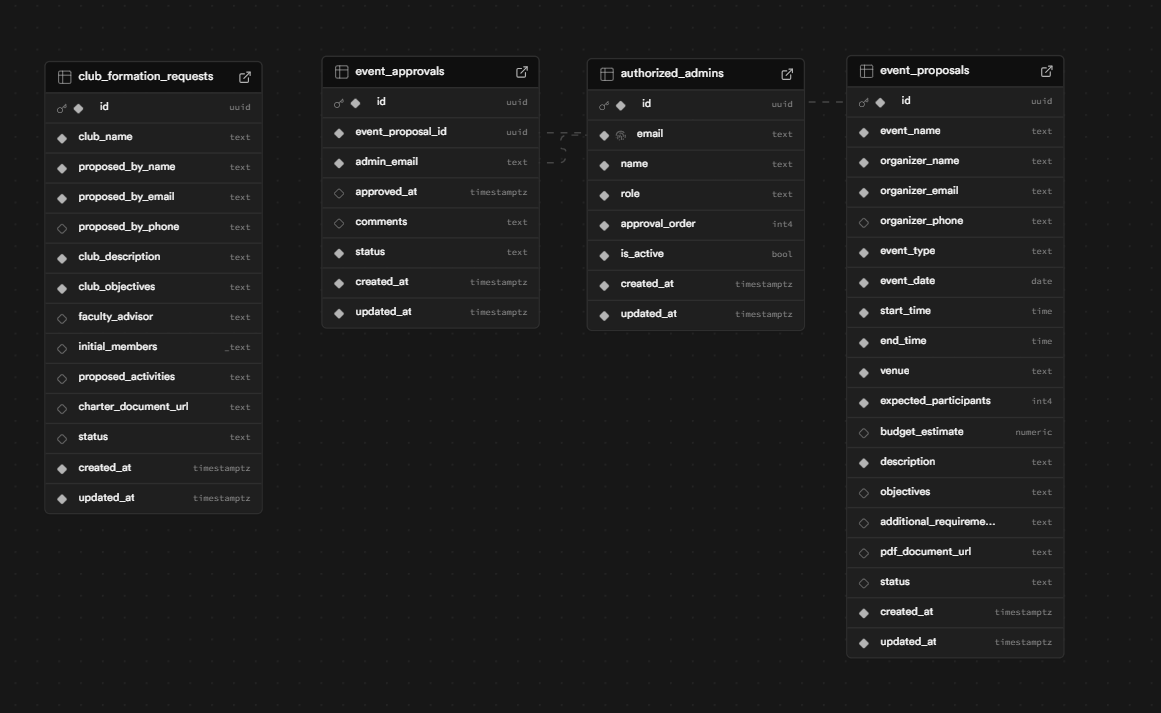 club_formation_requests
id uuid
club_name text
proposed_by_name text
proposed_by_email text
proposed_by_phone text
club_description text
club_objectives text
faculty_advisor text
initial_members _text
proposed_activities text
charter_document_url text
status text
created_at timestamptz
updated_at timestamptz
event_approvals
id uuid
event_proposal_id uuid
admin_email text
approved_at timestamptz
comments text
status text
created_at timestamptz
updated_at timestamptz
authorized_admins
id uuid
email text
name text
role text
approval_order int4
is_active bool
created_at timestamptz
updated_at timestamptz
event_proposals
id uuid
event_name text
organizer_name text
organizer_email text
organizer_phone text
event_type text
event_date date
start_time time
end_time time
venue text
expected_participants int4
budget_estimate numeric
description text
objectives text
additional_requireme... text
pdf_document_url text
status text
created_at timestamptz
updated_at timestamptz